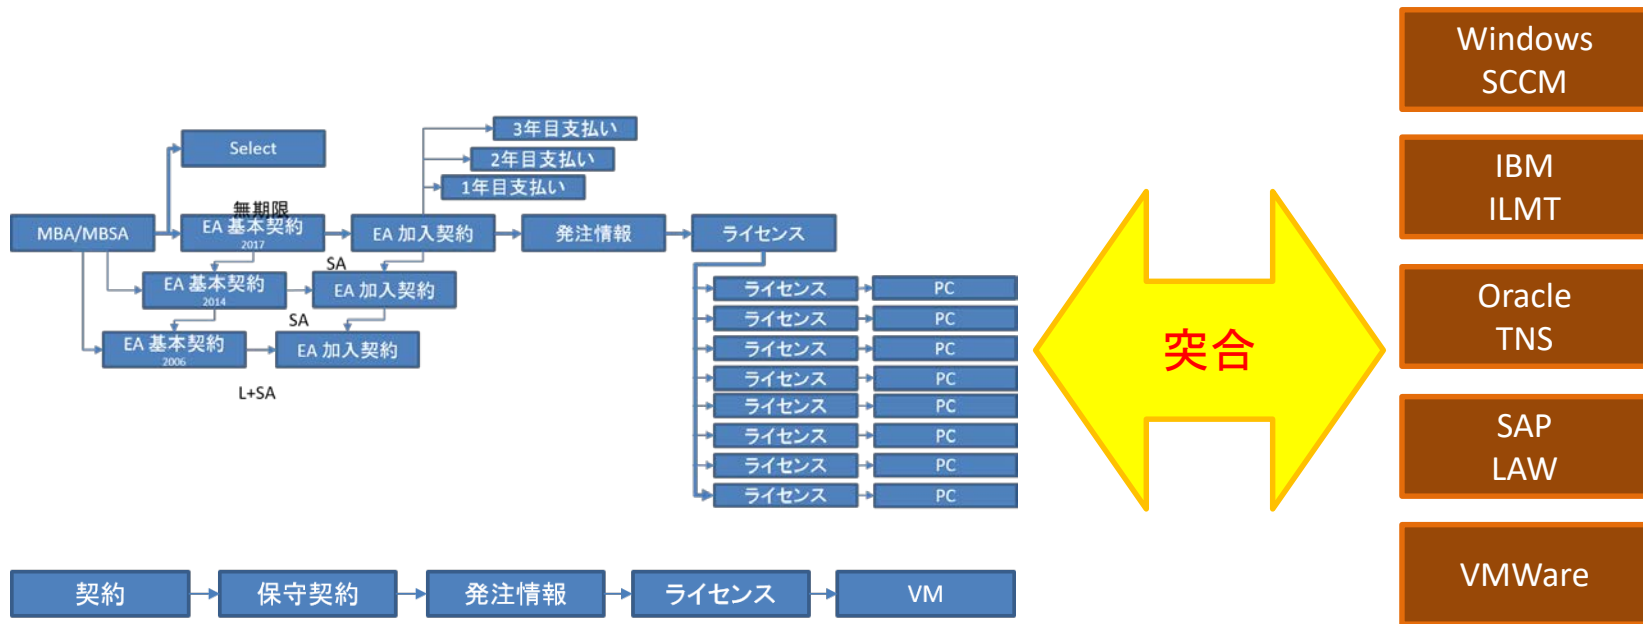 Select
3年目支払い
2年目支払い
1年目支払い
無期限
MBA/MBSA
EA 基本契約
2017
EA 加入契約
発注情報
ライセンス
SA
EA 基本契約
2014
EA 加入契約
SA
EA 基本契約
2006
EA 加入契約
L+SA
ライセンス
PC
ライセンス
PC
ライセンス
PC
ライセンス
PC
ライセンス
PC
ライセンス
PC
ライセンス
PC
ライセンス
PC
契約
保守契約
発注情報
ライセンス
VM
突合
Windows
SCCM
IBM
ILMT
Oracle
TNS
SAP
LAW
VMWare